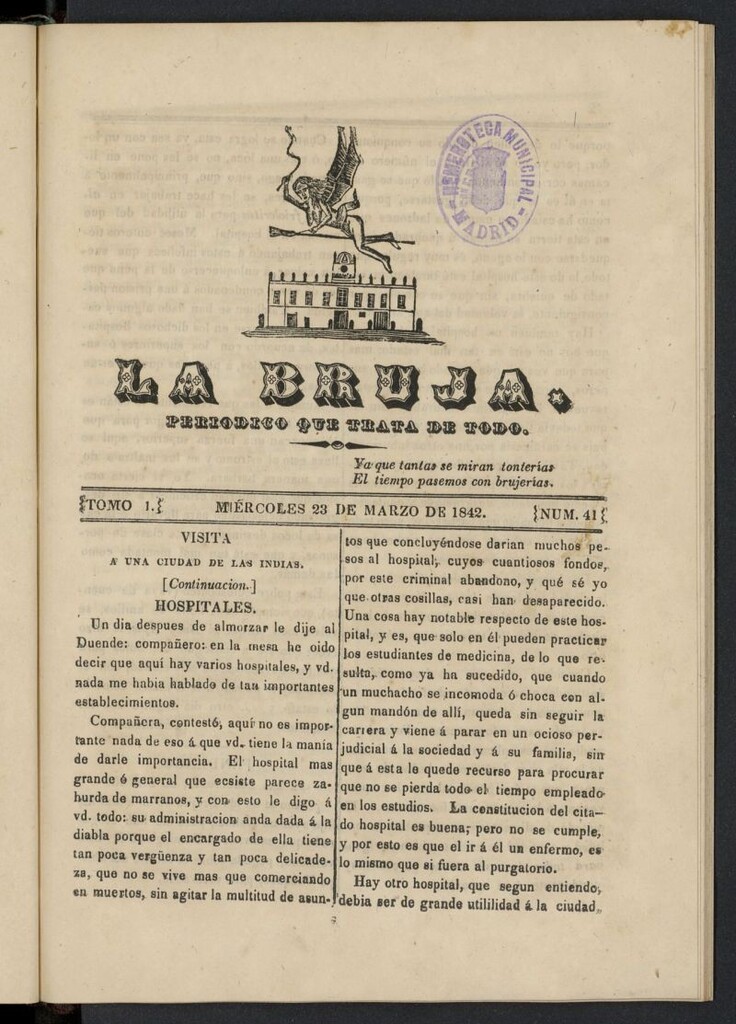 HEMEROTECA MUNICIPAL
MADRID
LA BRUJA.
PERIODICO QUE TRATA DE TODO.
Ya que tantas se miran tonterias
El tiempo pasemos con brujerias.
TOMO 1.
MIÉRCOLES 23 DE MARZO DE 1842.
NUM. 41
VISITA
A UNA CIUDAD DE LAS INDIAS.
[Continuacion.]
HOSPITALES.
Un dia despues de almorzar le dije al
Duende: compañero: en la mesa he oido
decir que aquí hay varios hospitales, y vd.
nada me habia hablado de tan importantes
establecimientos.
Compañera, contestó, aquí no es impor-
tante nada de eso á que vd. tiene la manía
de darle importancia. El hospital mas
grande ó general que ecsiste parece za-
hurda de marranos, y con esto le digo á
vd. todo: su administracion anda dada á la
diabla porque el encargado de ella tiene
tan poca vergüenza y tan poca delicade-
za, que no se vive mas que comerciando
en muertos, sin agitar la multitud de asun-
tos que concluyéndose darian muchos pe-
sos al hospital, cuyos cuantiosos fondos,
por este criminal abandono, y qué sé yo
que otras cosillas, casi han desaparecido.
Una cosa hay notable respecto de este hos-
pital, y es, que solo en él pueden practicar
los estudiantes de medicina, de lo que re-
sulta, como ya ha sucedido, que cuando
un muchacho se incomoda ó choca con al-
gun mandón de allí, queda sin seguir la
carrera y viene á parar en un ocioso per-
judicial á la sociedad y á su familia, sin
que á esta le quede recurso para procurar
que no se pierda todo el tiempo empleado
en los estudios. La constitucion del cita-
do hospital es buena; pero no se cumple,
y por esto es que el ir á él un enfermo, es
lo mismo que si fuera al purgatorio.
Hay otro hospital, que segun entiendo,
debia ser de grande utililidad á la ciudad,